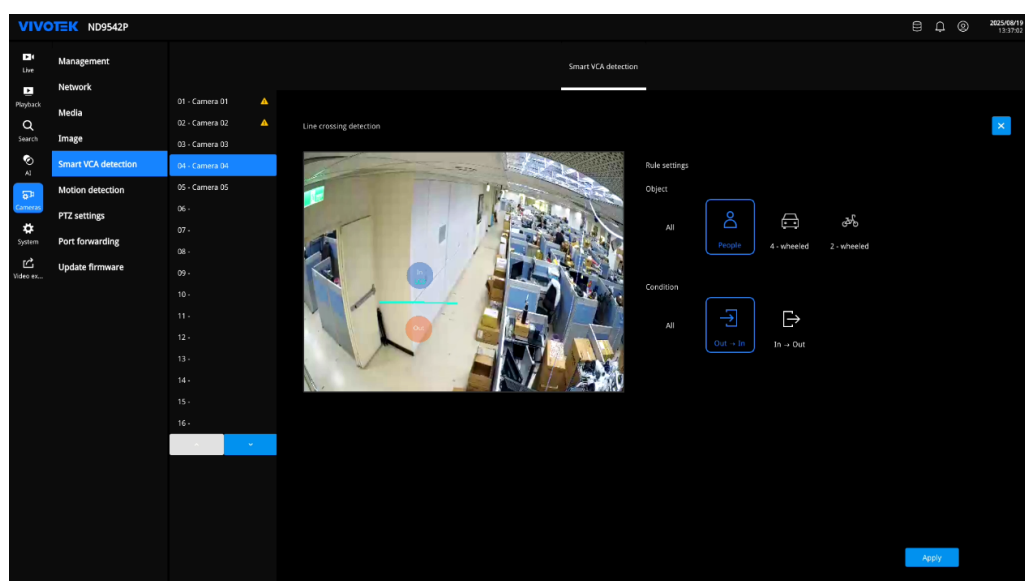 VIVOTEK ND9542P
2025/08/19
13:37:02
Live
Playback
Search
AI
Cameras
System
Video ex...
Management
Network
Media
Image
Smart VCA detection
Motion detection
PTZ settings
Port forwarding
Update firmware
Smart VCA detection
01 - Camera 01
02 - Camera 02
03 - Camera 03
04 - Camera 04
05 - Camera 05
06 -
07 -
08 -
09 -
10 -
11 -
12 -
13 -
14 -
15 -
16 -
Line crossing detection
In
Out
Rule settings
Object
All
People
4 - wheeled
2 - wheeled
Condition
All
Out → In
In → Out
Apply